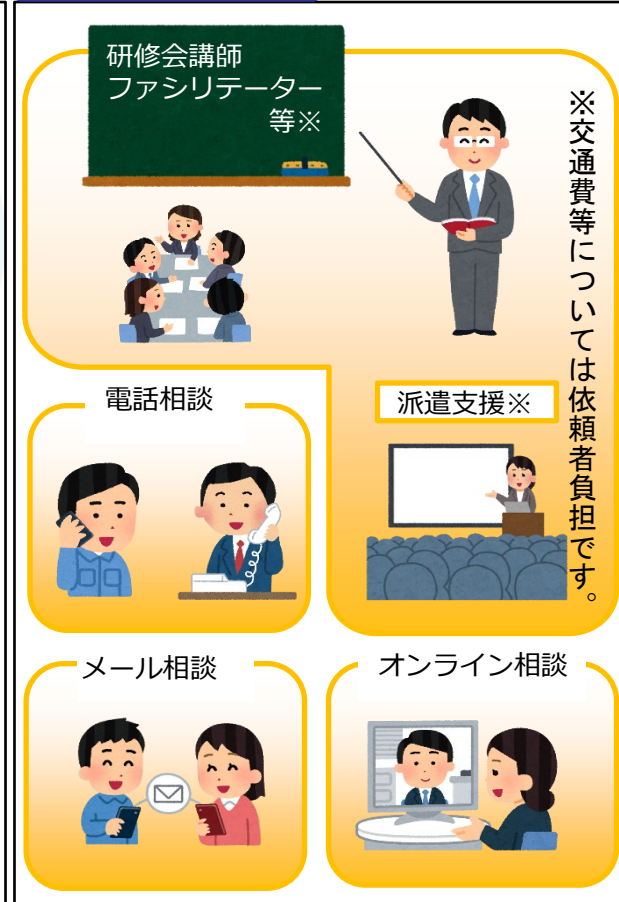 研修会講師
ファシリテーター
等※
※交通費等については依頼者負担です。
電話相談
派遣支援※
メール相談
オンライン相談